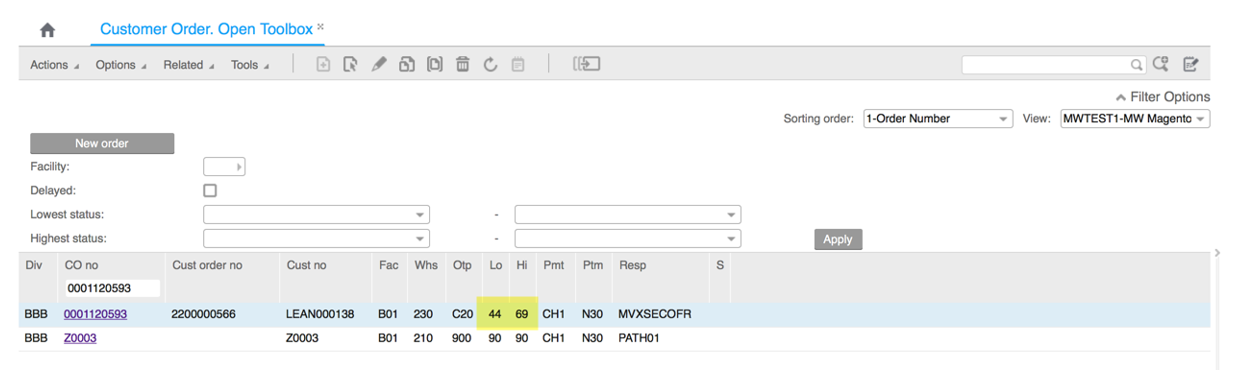 Customer Order. Open Toolbox ×
Actions Options Related Tools
Filter Options
Sorting order: 1-Order Number View: MWTEST1-MW Magento
New order
Facility:
Delayed:
Lowest status: -
Highest status: - Apply
Div CO no Cust order no Cust no Fac Whs Otp Lo Hi Pmt Ptm Resp S
0001120593
BBB 0001120593 2200000566 LEAN000138 B01 230 C20 44 69 CH1 N30 MVXSECOFR
BBB Z0003 Z0003 B01 210 900 90 90 CH1 N30 PATH01